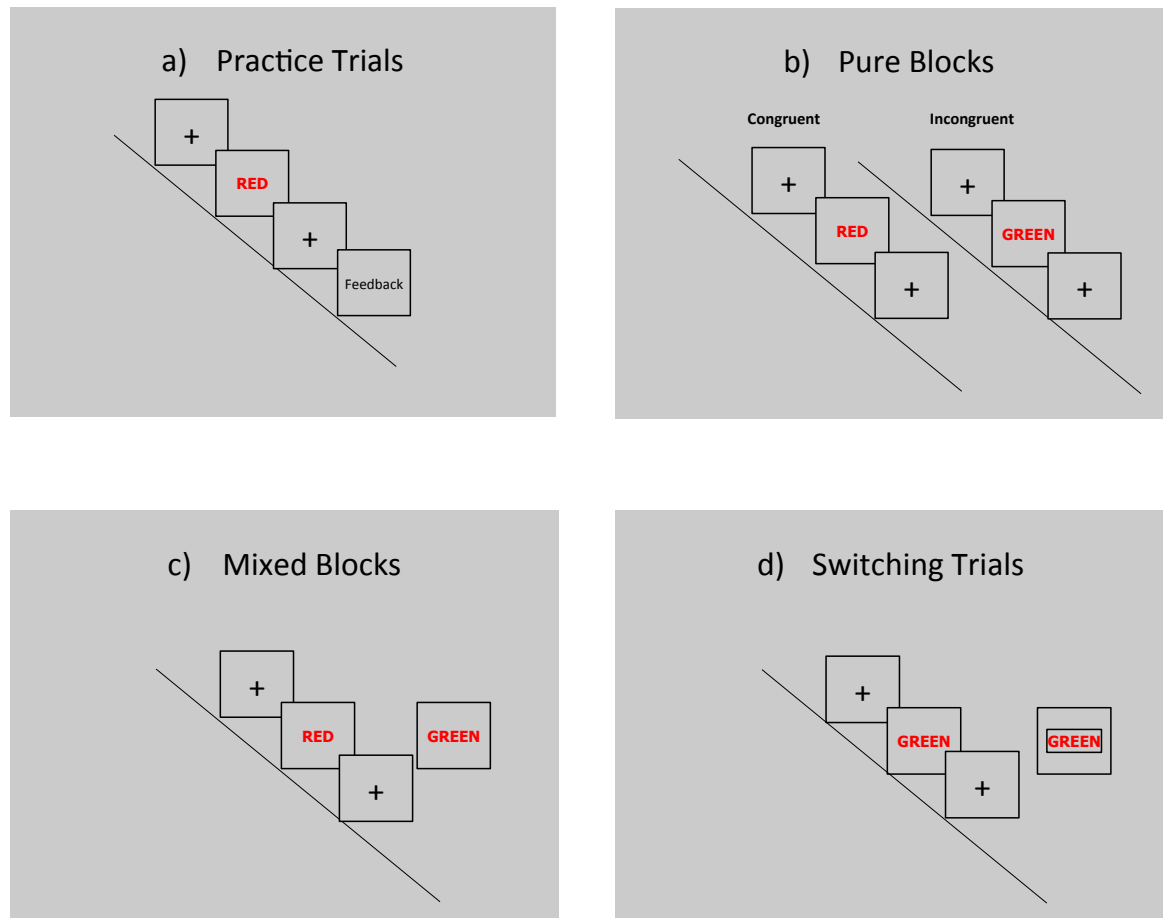 a) Practice Trials
+
RED
+
Feedback
b) Pure Blocks
Congruent Incongruent
+ +
RED GREEN
+ +
c) Mixed Blocks
+
RED GREEN
+
d) Switching Trials
+
GREEN GREEN
+